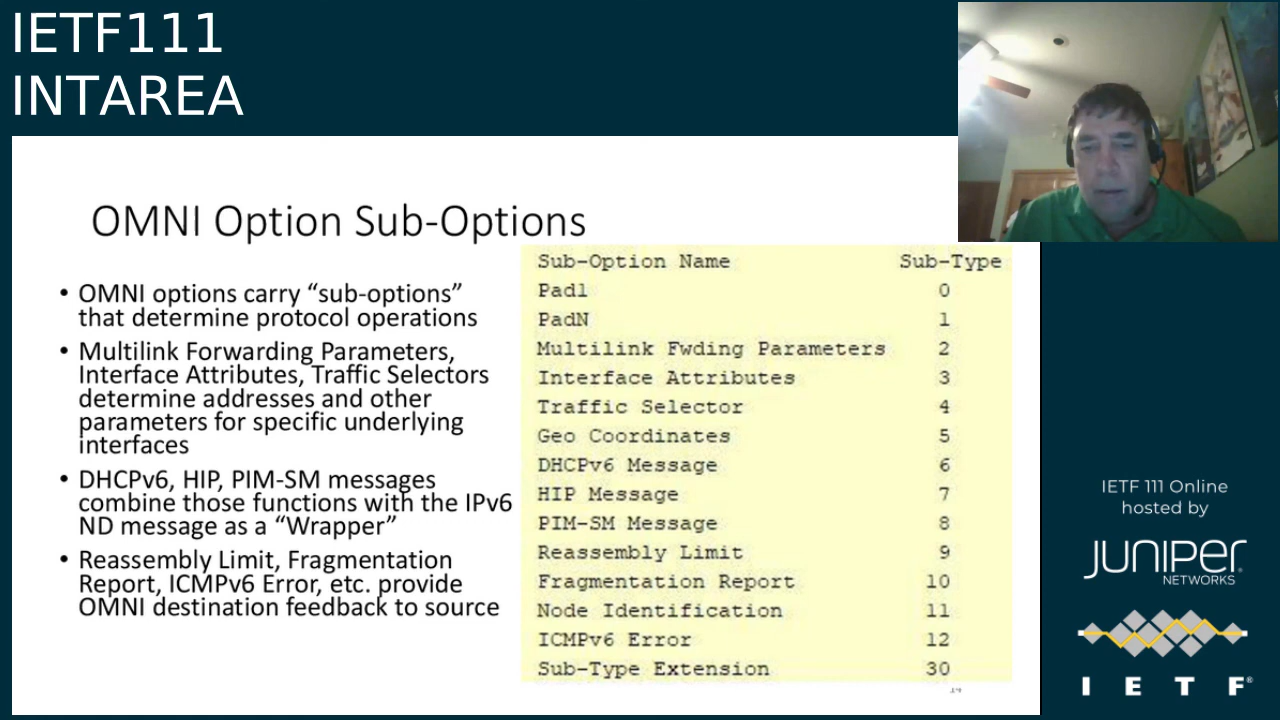 IETF111
INTAREA
OMNI Option Sub-Options
• OMNI options carry “sub-options”
that determine protocol operations
• Multilink Forwarding Parameters,
Interface Attributes, Traffic Selectors
determine addresses and other
parameters for specific underlying
interfaces
• DHCPv6, HIP, PIM-SM messages
combine those functions with the IPv6
ND message as a “Wrapper”
• Reassembly Limit, Fragmentation
Report, ICMPv6 Error, etc. provide
OMNI destination feedback to source
Sub-Option Name Sub-Type
Pad1 0
PadN 1
Multilink Fwding Parameters 2
Interface Attributes 3
Traffic Selector 4
Geo Coordinates 5
DHCPv6 Message 6
HIP Message 7
PIM-SM Message 8
Reassembly Limit 9
Fragmentation Report 10
Node Identification 11
ICMPv6 Error 12
Sub-Type Extension 30
IETF 111 Online
hosted by
JUNIPER
NETWORKS
I E T F®